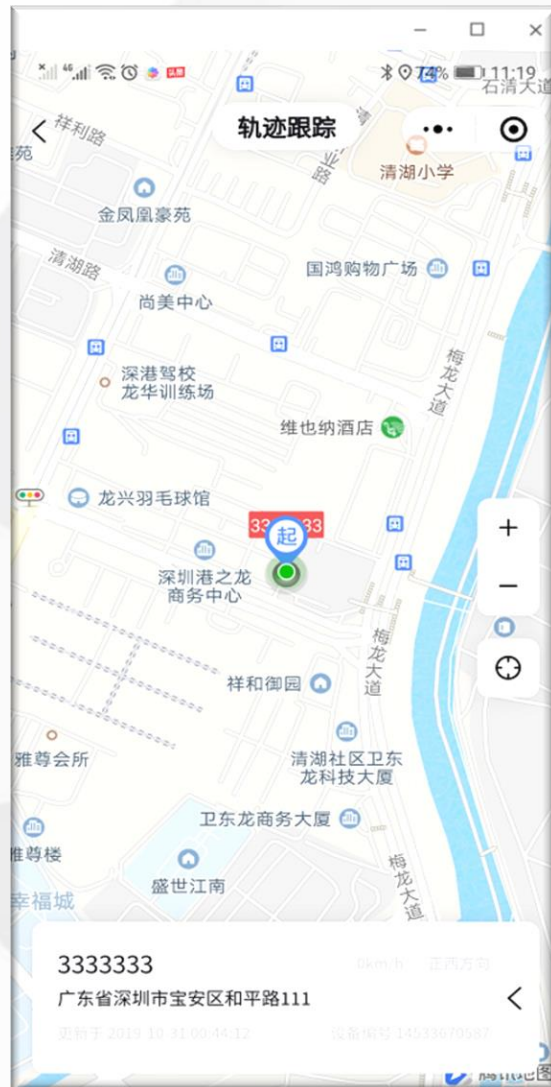 74% 11:19
石清大道
祥利路
轨迹跟踪
清湖小学
金凤凰豪苑
清湖路
国鸿购物广场
尚美中心
梅龙大道
深港驾校
龙华训练场
维也纳酒店
龙兴羽毛球馆
起
深圳港之龙
商务中心
+
−
梅龙大道
祥和御园
雅尊会所
清湖社区卫东
龙科技大厦
卫东龙商务大厦
雅尊楼
盛世江南
梅龙大道
幸福城
3333333
0km/h 正西方向
广东省深圳市宝安区和平路111
更新于 2019-10-31 00:44:12
设备编号
腾讯地图